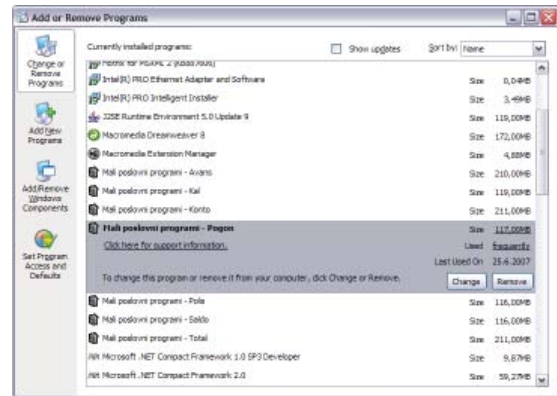 Add or Remove Programs
Change or Remove Programs
Add New Programs
Add/Remove Windows Components
Set Program Access and Defaults
Currently installed programs:
Show updates
Sort by: Name
Hotfix for MSXML 2 (KB887606)
Intel(R) PRO Ethernet Adapter and Software Size 0,04MB
Intel(R) PRO Intelligent Installer Size 3,49MB
J2SE Runtime Environment 5.0 Update 9 Size 119,00MB
Macromedia Dreamweaver 8 Size 172,00MB
Macromedia Extension Manager Size 4,88MB
Mali poslovni programi - Avans Size 210,00MB
Mali poslovni programi - Kal Size 119,00MB
Mali poslovni programi - Konto Size 211,00MB
Mali poslovni programi - Pogon Size 117,00MB
Click here for support information. Used frequently
Last Used On 25.6.2007
To change this program or remove it from your computer, click Change or Remove. Change Remove
Mali poslovni programi - Pola Size 116,00MB
Mali poslovni programi - Saldo Size 116,00MB
Mali poslovni programi - Total Size 211,00MB
Microsoft .NET Compact Framework 1.0 SP3 Developer Size 9,87MB
Microsoft .NET Compact Framework 2.0 Size 59,27MB